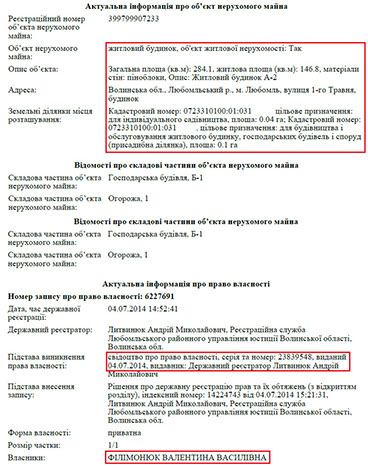 Актуальна інформація про об'єкт нерухомого майна
Реєстраційний номер 399799907233
об'єкта нерухомого
майна:
Об'єкт нерухомого житловий будинок, об'єкт житлової нерухомості: Так
майна:
Опис об'єкта: Загальна площа (кв.м): 284.1, житлова площа (кв.м): 146.8, матеріали
стін: піноблоки, Опис: Житловий будинок А-2
Адреса: Волинська обл., Любомльський р., м. Любомль, вулиця 1-го Травня,
будинок
Земельні ділянки місця Кадастровий номер: 0723310100:01:031 цільове призначення:
розташування: для індивідуального садівництва, площа: 0.04 га; Кадастровий номер:
0723310100:01:031 , цільове призначення: для будівництва і
обслуговування житлового будинку, господарських будівель і споруд
(присадибна ділянка), площа: 0.1 га
Відомості про складові частини об'єкта нерухомого майна
Складова частина об'єкта Господарська будівля, Б-1
нерухомого майна:
Складова частина об'єкта Огорожа, 1
нерухомого майна:
Відомості про складові частини об'єкта нерухомого майна
Складова частина об'єкта Господарська будівля, Б-1
нерухомого майна:
Складова частина об'єкта Огорожа, 1
нерухомого майна:
Актуальна інформація про право власності
Номер запису про право власності: 6227691
Дата, час державної 04.07.2014 14:52:41
реєстрації:
Державний реєстратор: Литвинюк Андрій Миколайович, Реєстраційна служба
Любомльського районного управління юстиції Волинської області,
Волинська обл.
Підстава виникнення свідоцтво про право власності, серія та номер: 23839548, виданий
права власності: 04.07.2014, видавник: Державний реєстратор Литвинюк Андрій
Миколайович
Підстава внесення Рішення про державну реєстрацію прав та їх обтяжень (з відкриттям
запису: розділу), індексний номер: 14224743 від 04.07.2014 15:21:31,
Литвинюк Андрій Миколайович, Реєстраційна служба
Любомльського районного управління юстиції Волинської області,
Волинська обл.
Форма власності: приватна
Розмір частки: 1/1
Власники: ФІЛІМОНЮК ВАЛЕНТИНА ВАСИЛІВНА